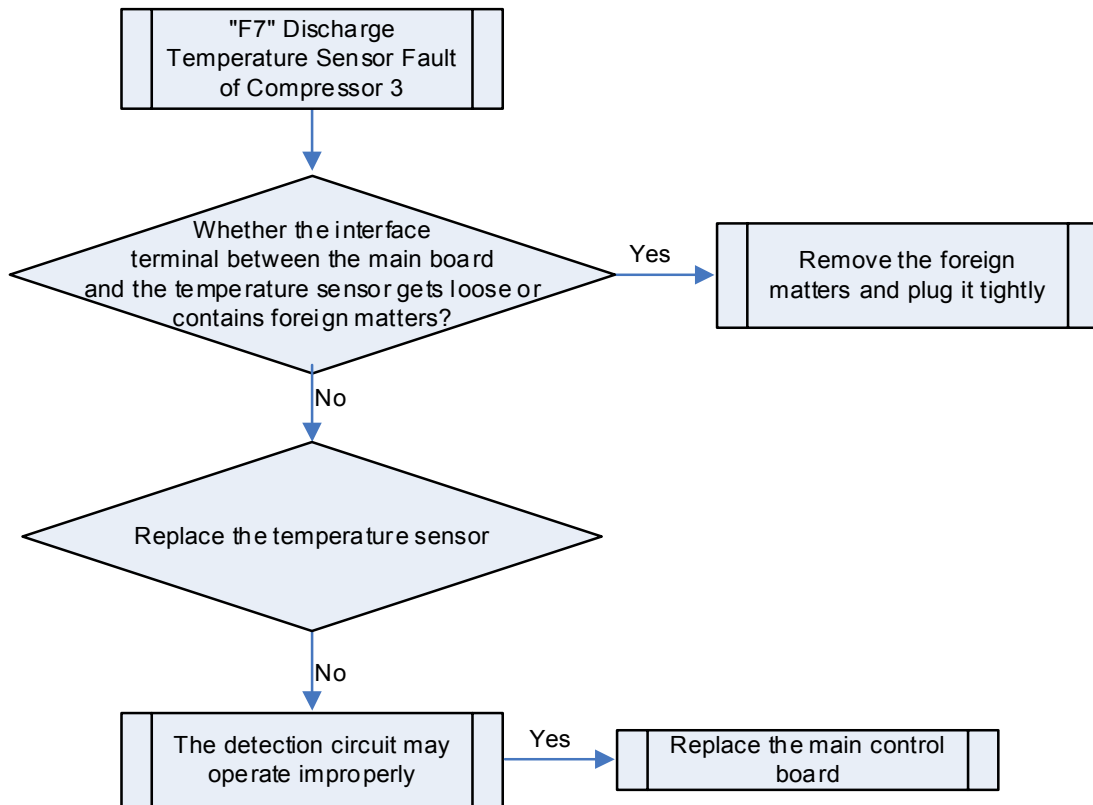 "F7" Discharge
Temperature Sensor Fault
of Compressor 3
Whether the interface
terminal between the main board
and the temperature sensor gets loose or
contains foreign matters?
Yes
Remove the foreign
matters and plug it tightly
No
Replace the temperature sensor
No
The detection circuit may
operate improperly
Yes
Replace the main control
board